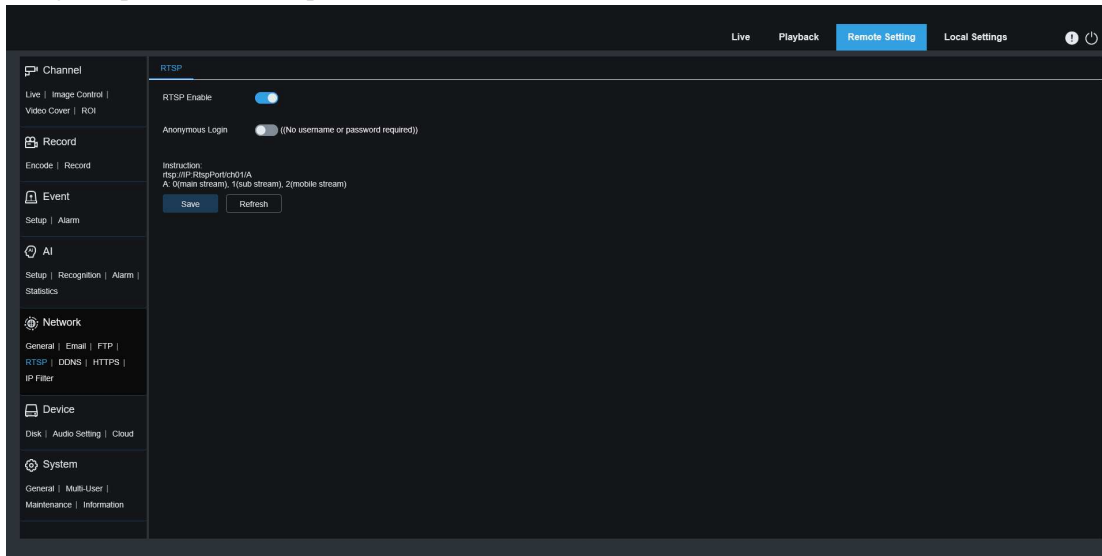 Live Playback Remote Setting Local Settings
Channel
Live | Image Control |
Video Cover | ROI
Record
Encode | Record
Event
Setup | Alarm
AI
Setup | Recognition | Alarm |
Statistics
Network
General | Email | FTP |
RTSP | DDNS | HTTPS |
IP Filter
Device
Disk | Audio Setting | Cloud
System
General | Multi-User |
Maintenance | Information
RTSP
RTSP Enable
Anonymous Login ((No username or password required))
Instruction:
rtsp://IP:RtspPort/ch01/A
A: 0(main stream), 1(sub stream), 2(mobile stream)
Save Refresh